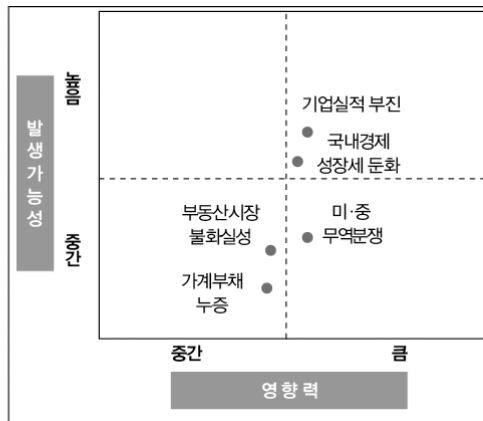 발생가능성
높음
중간
기업실적 부진
국내경제
성장세 둔화
부동산시장
불확실성
미·중
무역분쟁
가계부채
누증
중간
큼
영향력